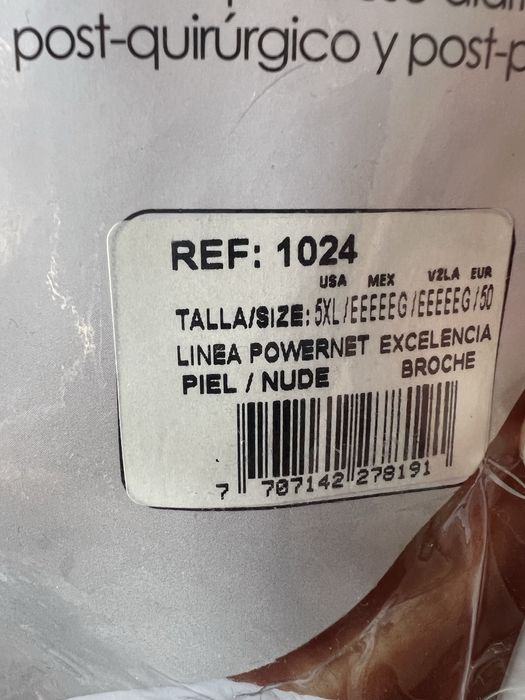 post-quirúrgico y post-p
REF: 1024
USA MEX VZLA EUR
TALLA/SIZE: 5XL/EEEEEG/EEEEEG/50
LINEA POWERNET EXCELENCIA
PIEL / NUDE BROCHE
7 707142 278191